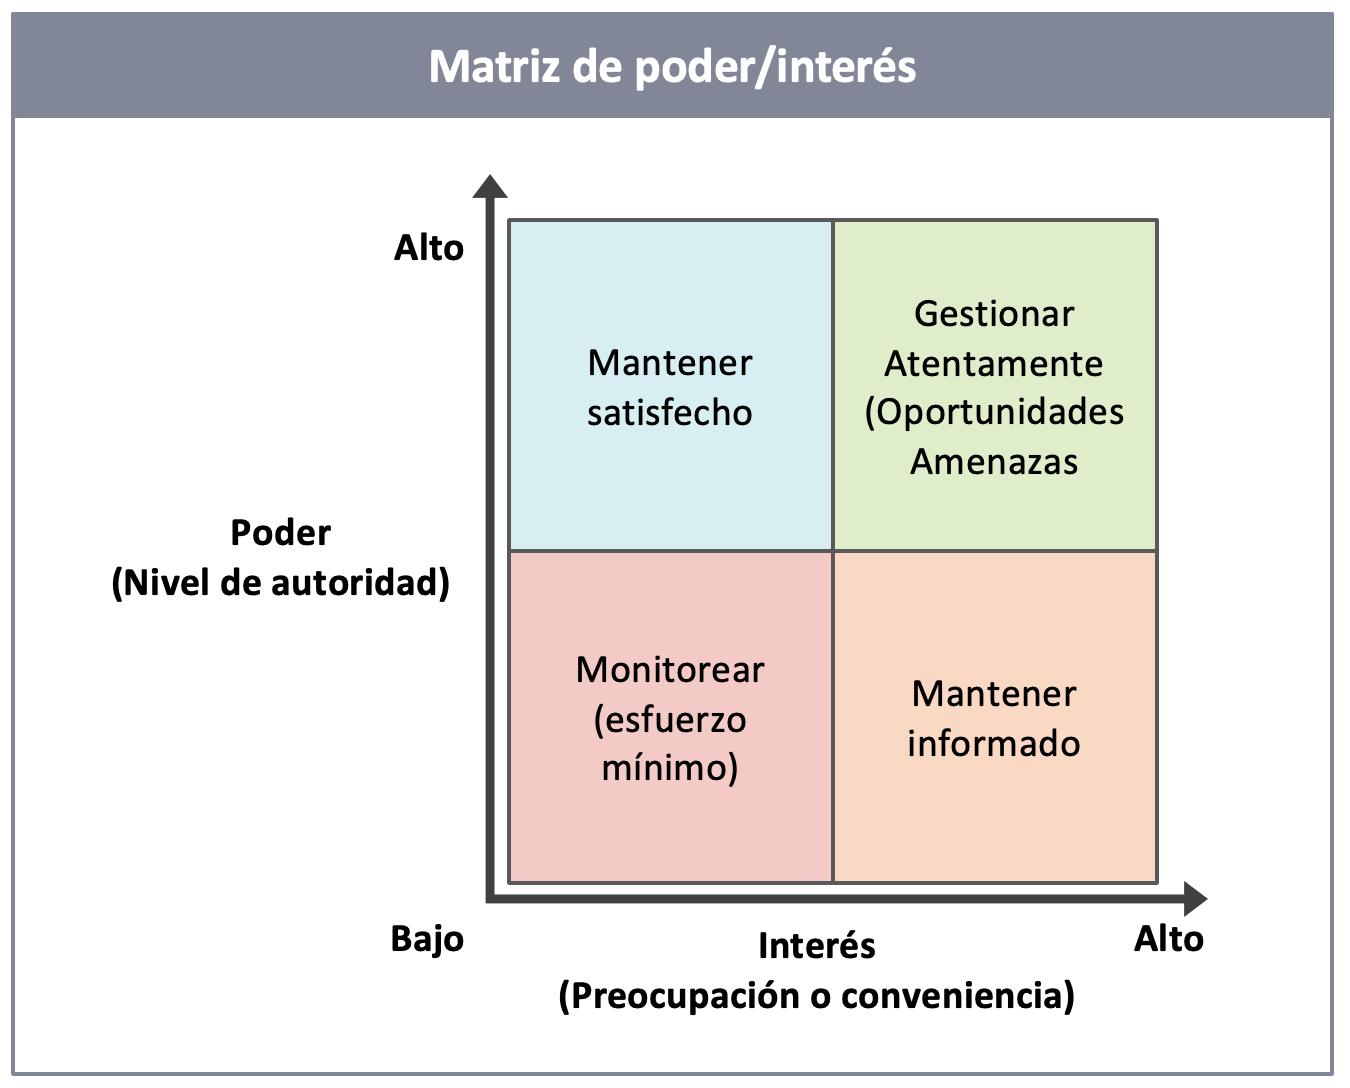 Matriz de poder/interés
Alto
Mantener
satisfecho
Gestionar
Atentamente
(Oportunidades
Amenazas
Poder
(Nivel de autoridad)
Monitorear
(esfuerzo
mínimo)
Mantener
informado
Bajo
Interés
(Preocupación o conveniencia)
Alto